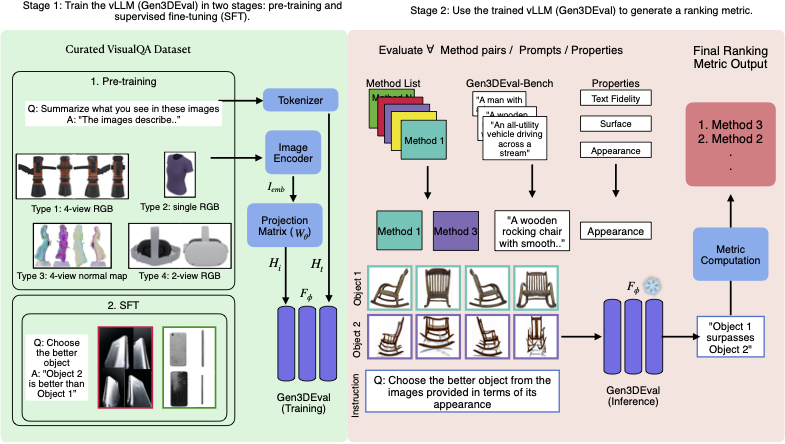 Stage 1: Train the vLLM (Gen3DEval) in two stages: pre-training and
supervised fine-tuning (SFT).
Curated VisualQA Dataset
1. Pre-training
Q: Summarize what you see in these images
A: "The images describe.."
Type 1: 4-view RGB
Type 2: single RGB
Type 3: 4-view normal map
Type 4: 2-view RGB
2. SFT
Q: Choose
the better
object
A: "Object 2
is better than
Object 1"
Tokenizer
Image
Encoder
I_emb
Projection
Matrix (W_θ)
H_i
H_t
F_ϕ
Gen3DEval
(Training)
Stage 2: Use the trained vLLM (Gen3DEval) to generate a ranking metric.
Evaluate ∀ Method pairs / Prompts / Properties
Method List
Method 1
Gen3DEval-Bench
"A man with
"A wooden
"An all-utility
vehicle driving
across a
stream"
Properties
Text Fidelity
Surface
Appearance
Method 1
Method 3
"A wooden
rocking chair
with smooth.."
Appearance
Object 1
Object 2
Instruction
Q: Choose the better object from the
images provided in terms of its
appearance
F_ϕ
Gen3DEval
(Inference)
"Object 1
surpasses
Object 2"
Metric
Computation
Final Ranking
Metric Output
1. Method 3
2. Method 2
.
.